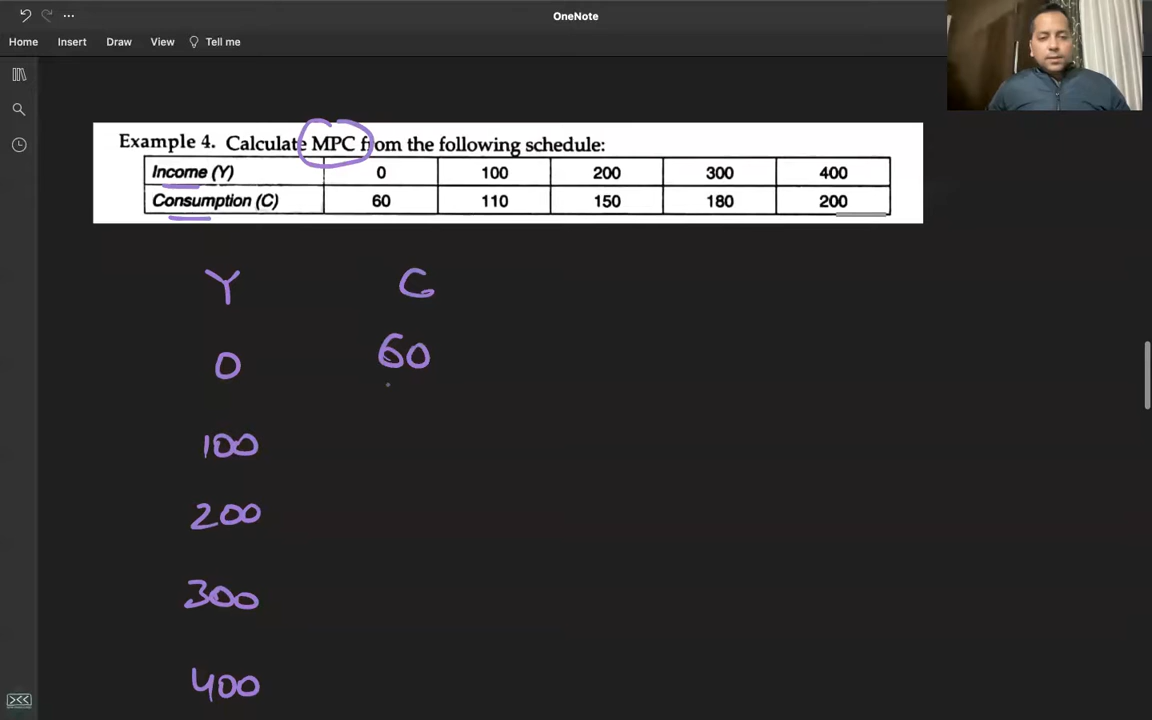 OneNote
Home Insert Draw View Tell me
Example 4. Calculate MPC from the following schedule:
Income (Y) 0 100 200 300 400
Consumption (C) 60 110 150 180 200
Y C
0 60
100
200
300
400